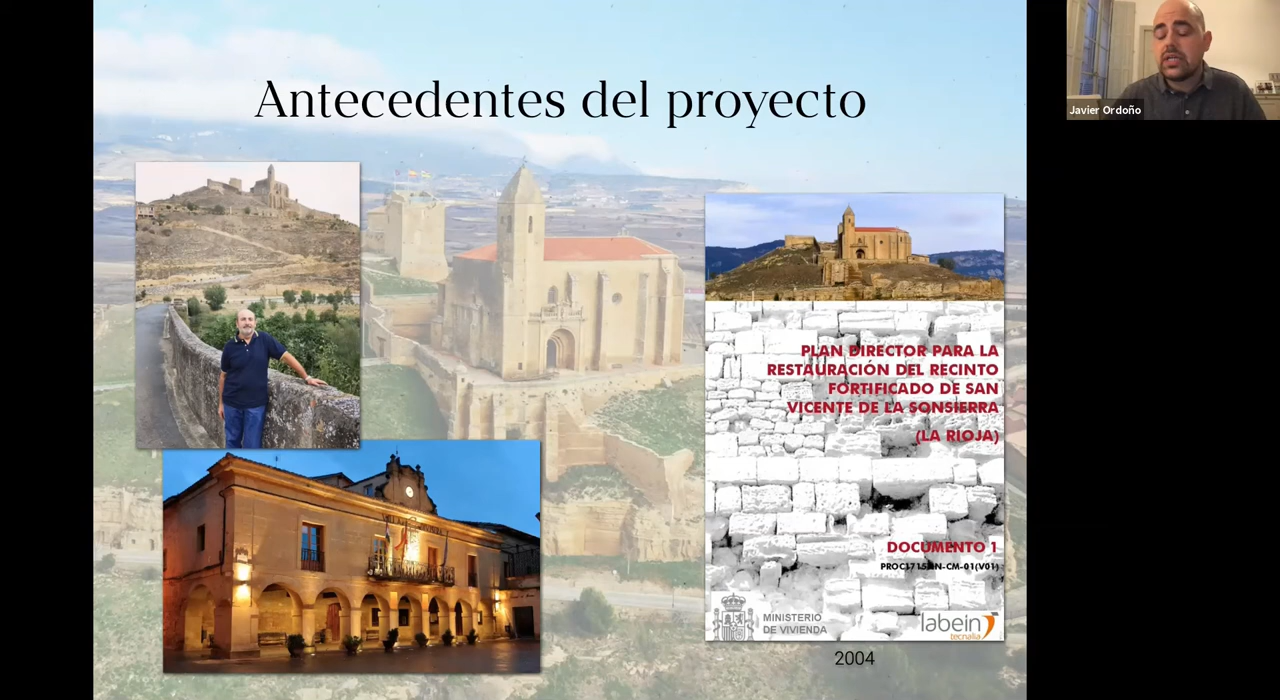 Antecedentes del proyecto
Javier Ordoño
PLAN DIRECTOR PARA LA
RESTAURACIÓN DEL RECINTO
FORTIFICADO DE SAN
VICENTE DE LA SONSIERRA
(LA RIOJA)
DOCUMENTO 1
MINISTERIO
DE VIVIENDA
labein
tecnalia
2004